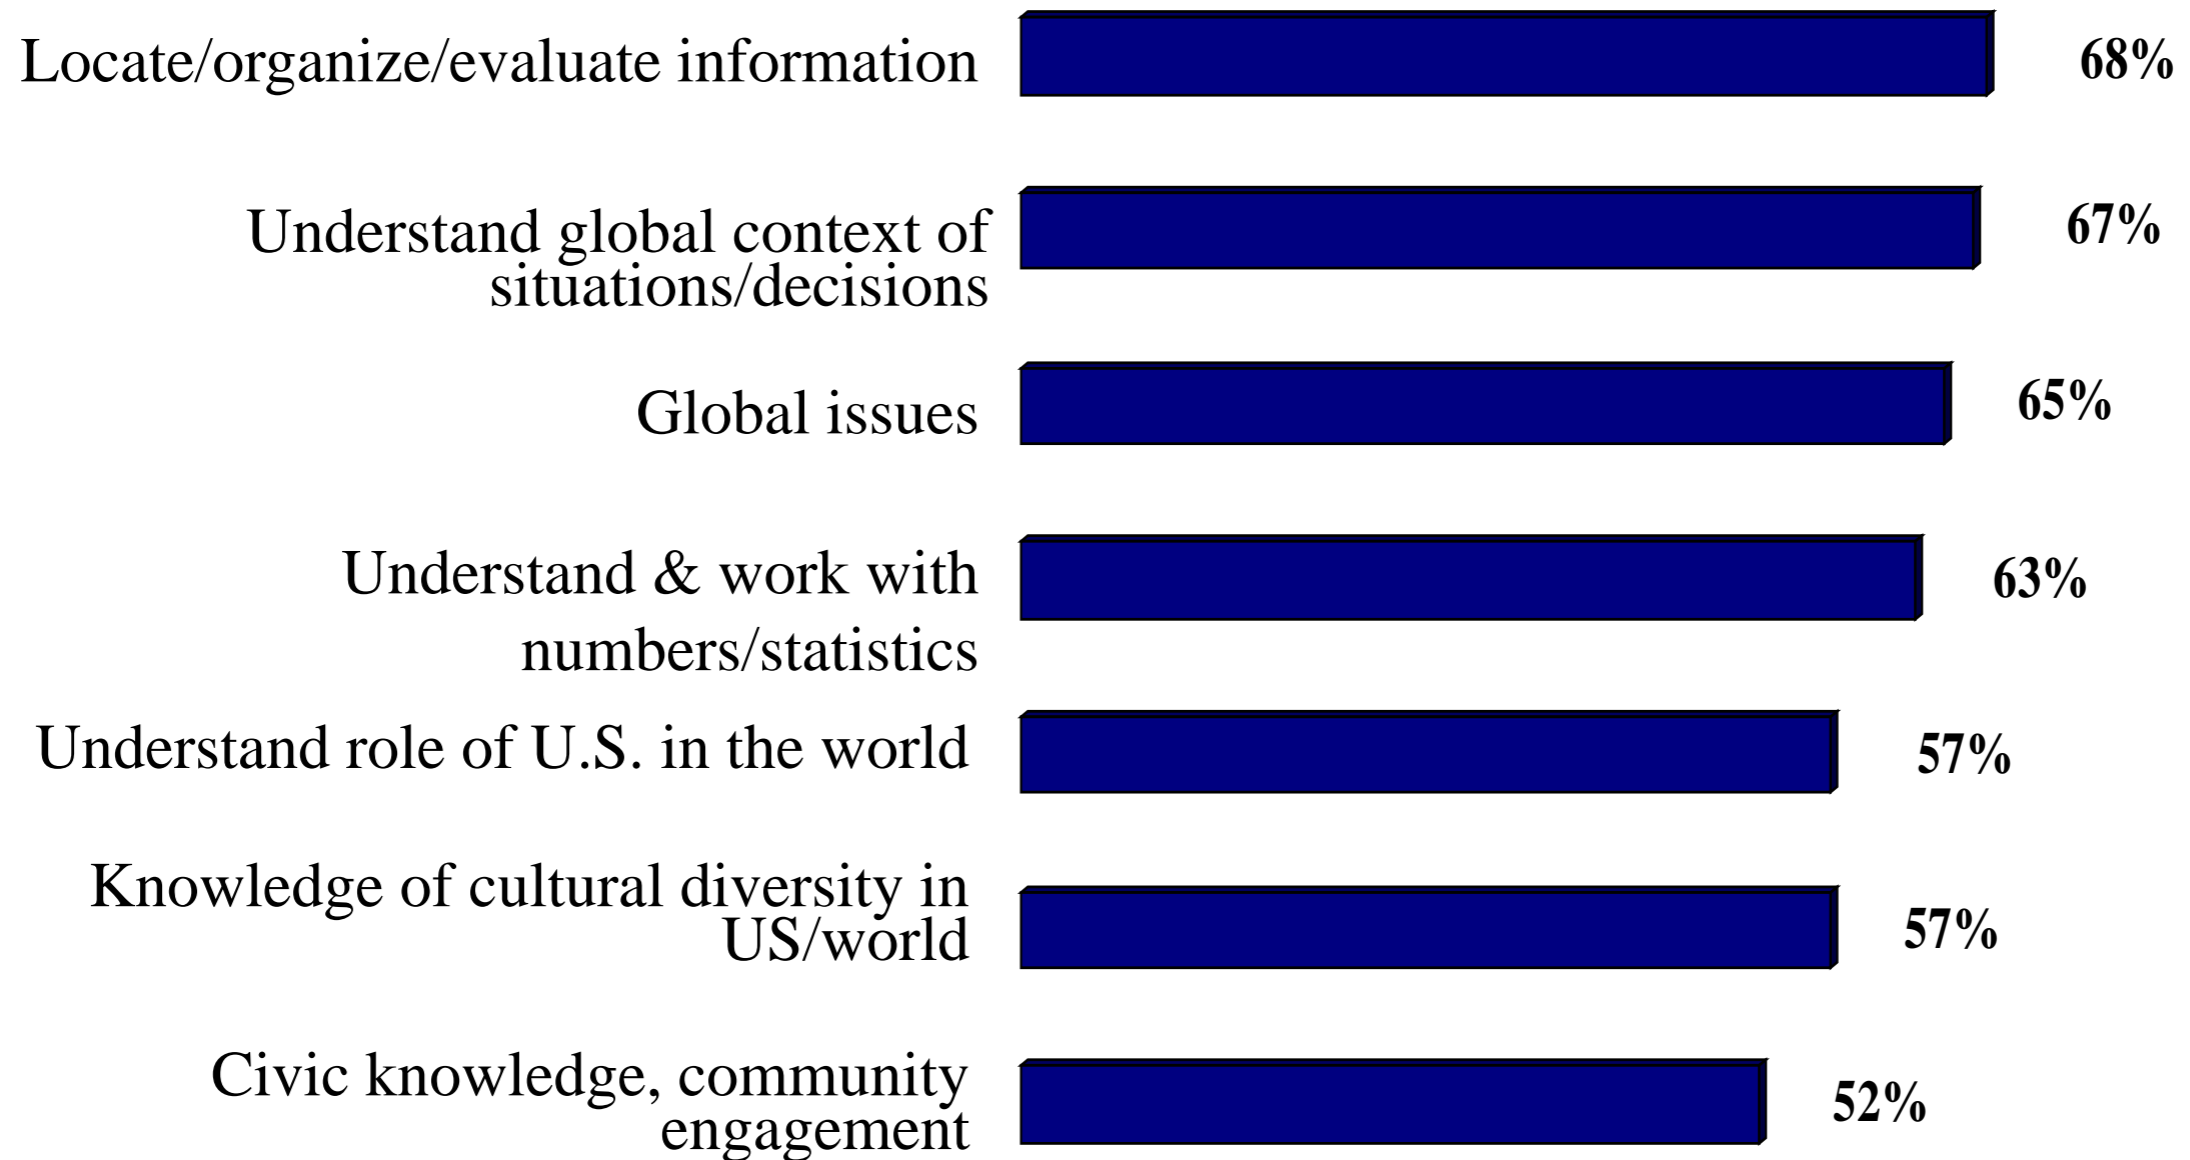 Locate/organize/evaluate information
68%
Understand global context of
situations/decisions
67%
Global issues
65%
Understand & work with
numbers/statistics
63%
Understand role of U.S. in the world
57%
Knowledge of cultural diversity in
US/world
57%
Civic knowledge, community
engagement
52%